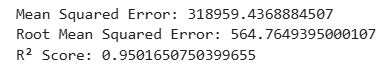 Mean Squared Error: 318959.4368884507
Root Mean Squared Error: 564.7649395000107
R² Score: 0.9501650750399655